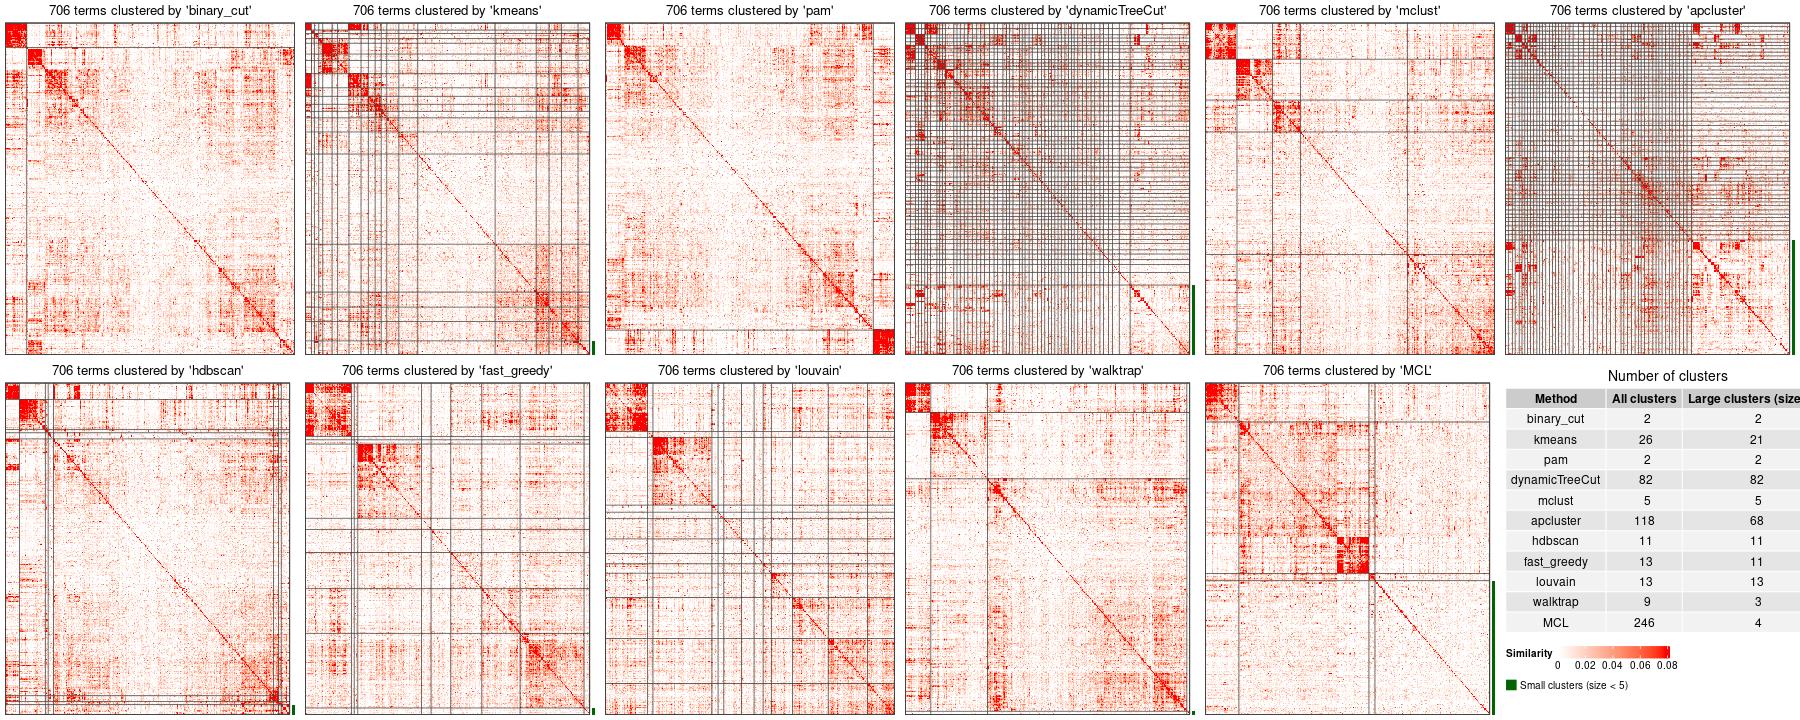 706 terms clustered by 'binary_cut'
706 terms clustered by 'kmeans'
706 terms clustered by 'pam'
706 terms clustered by 'dynamicTreeCut'
706 terms clustered by 'mclust'
706 terms clustered by 'apcluster'
706 terms clustered by 'hdbscan'
706 terms clustered by 'fast_greedy'
706 terms clustered by 'louvain'
706 terms clustered by 'walktrap'
706 terms clustered by 'MCL'
Number of clusters
Method All clusters Large clusters (size
binary_cut 2 2
kmeans 26 21
pam 2 2
dynamicTreeCut 82 82
mclust 5 5
apcluster 118 68
hdbscan 11 11
fast_greedy 13 11
louvain 13 13
walktrap 9 3
MCL 246 4
Similarity
0 0.02 0.04 0.06 0.08
Small clusters (size < 5)